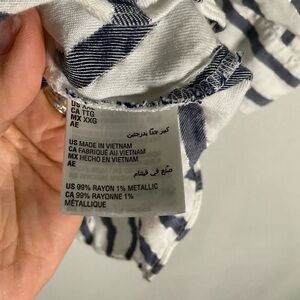 US XXL
CA TTG
MX XXG
AE
كبير جدًا بدرجتين
US MADE IN VIETNAM
CA FABRIQUÉ AU VIETNAM
MX HECHO EN VIETNAM
AE
صنع في فيتنام
US 99% RAYON 1% METALLIC
CA 99% RAYONNE 1%
MÉTALLIQUE